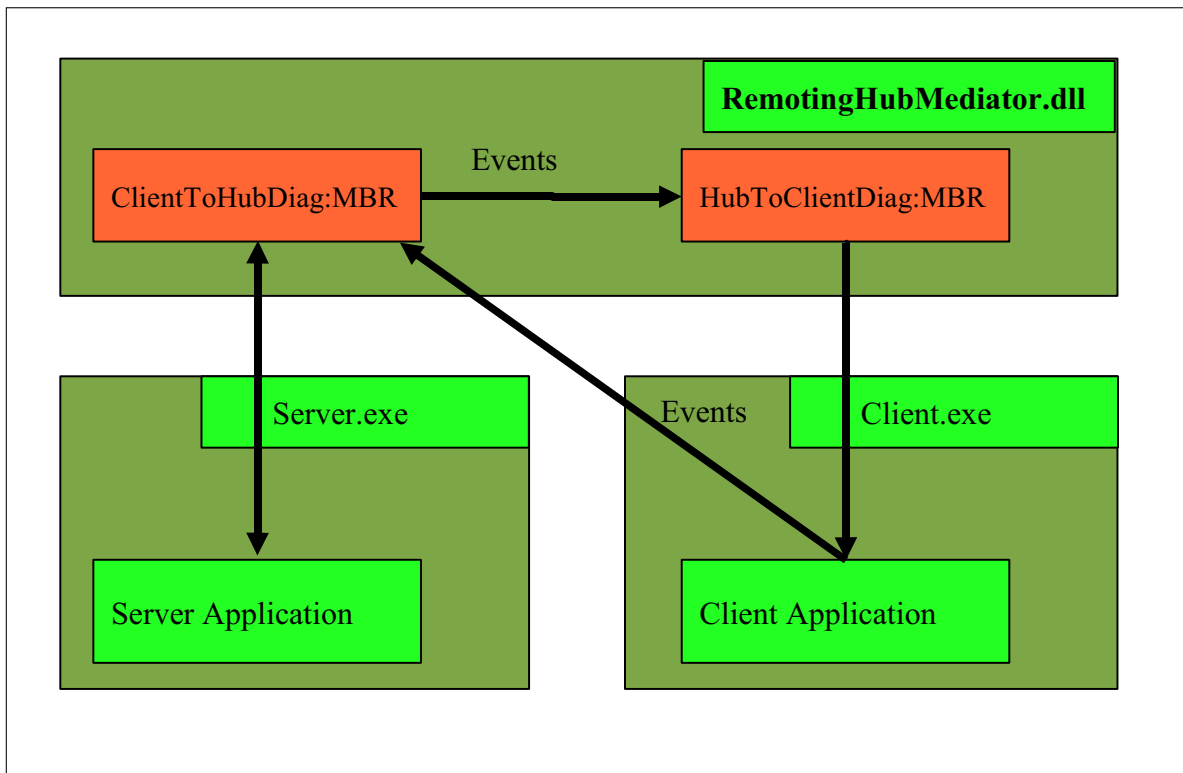 RemotingHubMediator.dll
Events
ClientToHubDiag:MBR
HubToClientDiag:MBR
Server.exe
Events
Client.exe
Server Application
Client Application